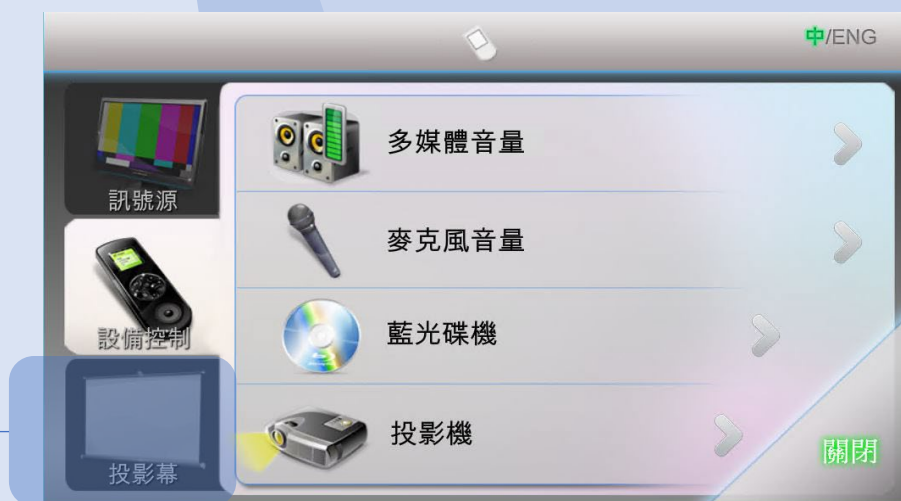 中/ENG
訊號源
設備控制
投影幕
多媒體音量
麥克風音量
藍光碟機
投影機
關閉